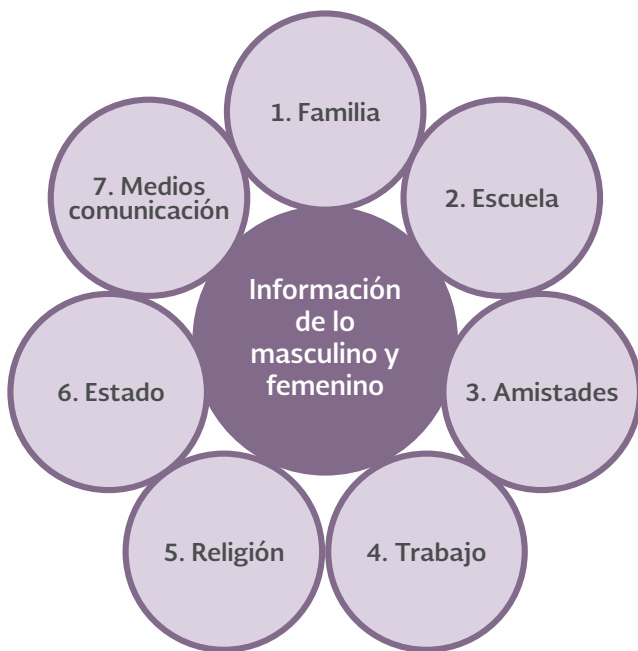 1. Familia
2. Escuela
3. Amistades
4. Trabajo
5. Religión
6. Estado
7. Medios
comunicación
Información
de lo
masculino y
femenino